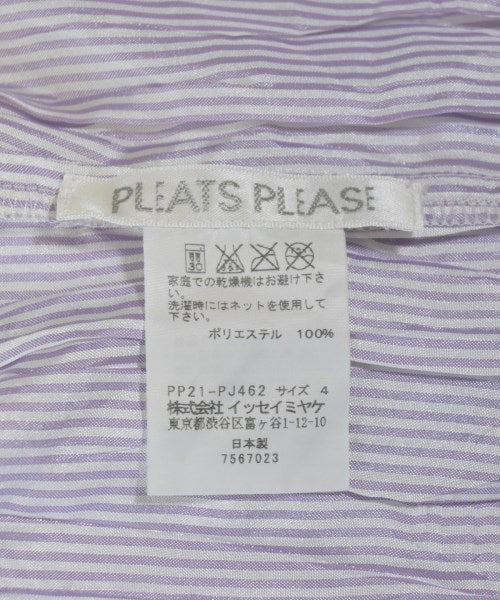 PLEATS PLEASE
30
家庭での乾燥機はお避け下さ
い。
洗濯時にはネットを使用して
下さい。
ポリエステル 100%
PP21-PJ462 サイズ 4
株式会社 イッセイミヤケ
東京都渋谷区富ヶ谷1-12-10
日本製
7567023